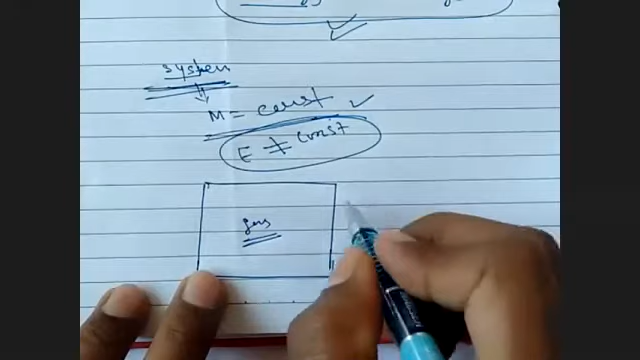 system
M = const ✓
E ≠ const
gas